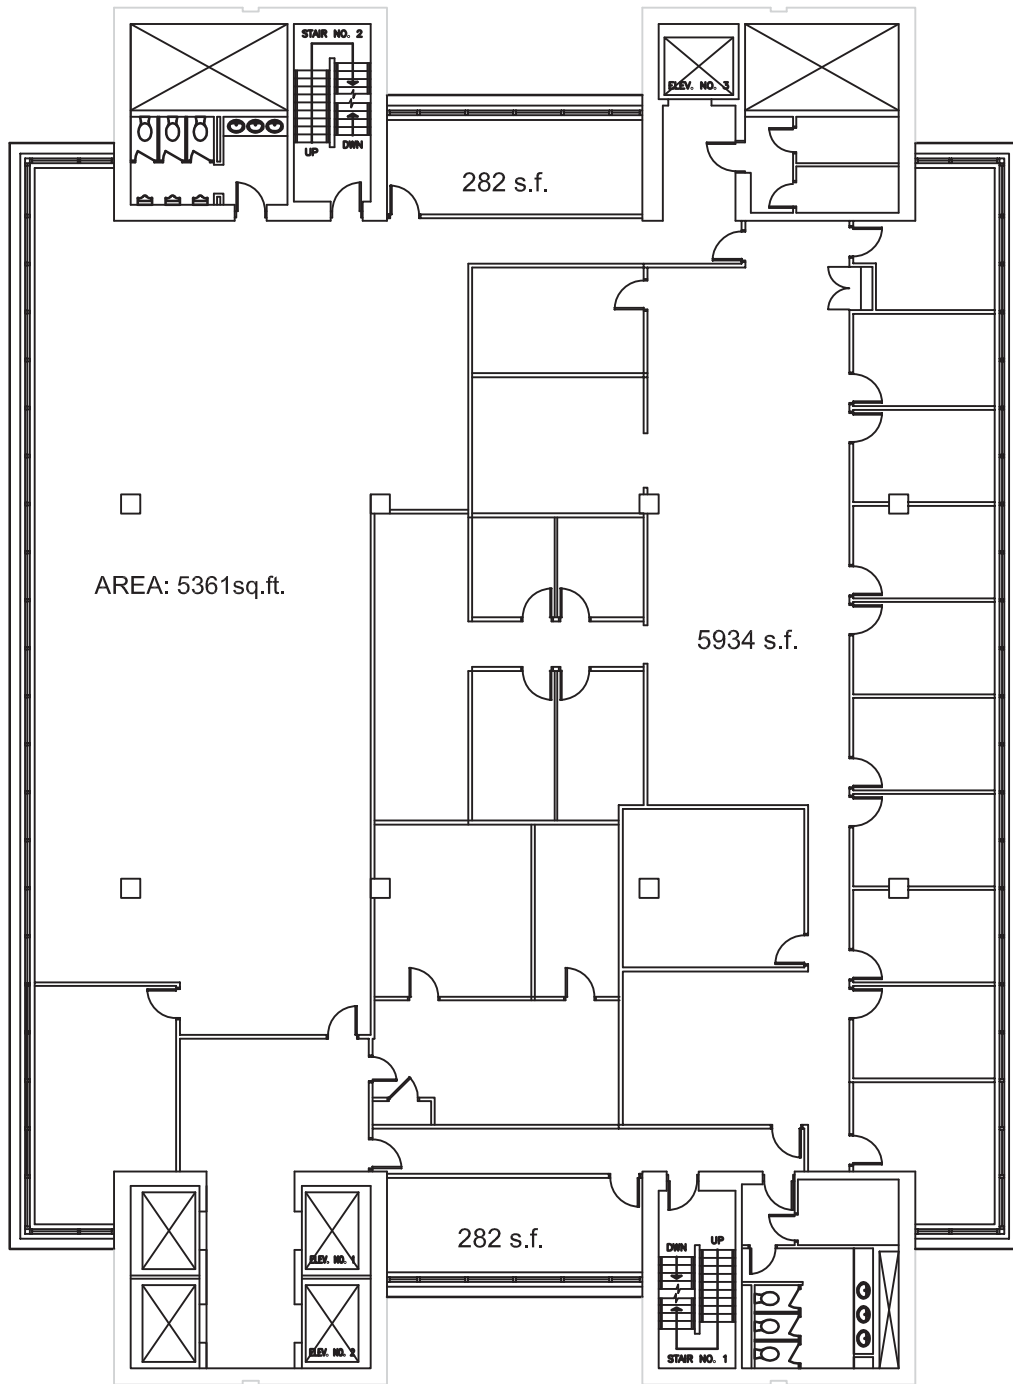 STAIR NO. 2
UP
DWN
ELEV. NO. 3
282 s.f.
AREA: 5361sq.ft.
5934 s.f.
282 s.f.
ELEV. NO. 1
ELEV. NO. 2
DWN
UP
STAIR NO. 1